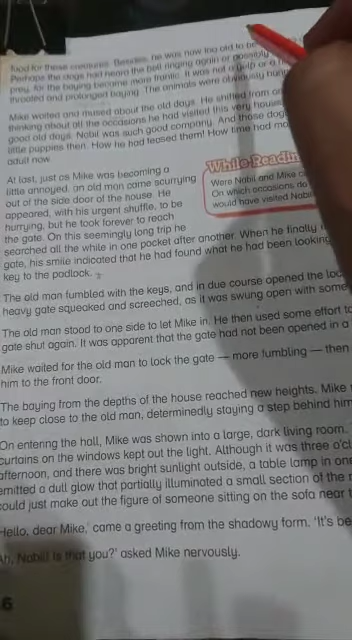 food for these creatures. Besides, he was now too old to be
Perhaps the dogs had heard the bell ringing again or possibly
prey, for the baying became more frantic. It was not a yelp or a
throated and prolonged baying. The animals were obviously
Mike waited and mused about the old days. He shifted from
thinking about all the occasions he had visited this very house
good old days. Nabil was such good company. And those dogs
little puppies then. How he had teased them! How time had
adult now.
While Readin
Were Nabil and Mike
On which occasions do
would have visited Nabil
At last, just as Mike was becoming a
little annoyed, an old man came scurrying
out of the side door of the house. He
appeared, with his urgent shuffle, to be
hurrying, but he took forever to reach
the gate. On this seemingly long trip he
searched all the while in one pocket after another. When he finally
gate, his smile indicated that he had found what he had been looking
key to the padlock.
The old man fumbled with the keys, and in due course opened the
heavy gate squeaked and screeched, as it was swung open with some
The old man stood to one side to let Mike in. He then used some effort to
gate shut again. It was apparent that the gate had not been opened in a
Mike waited for the old man to lock the gate — more fumbling — then
him to the front door.
The baying from the depths of the house reached new heights. Mike
to keep close to the old man, determinedly staying a step behind him
On entering the hall, Mike was shown into a large, dark living room.
curtains on the windows kept out the light. Although it was three o'cl
afternoon, and there was bright sunlight outside, a table lamp in one
emitted a dull glow that partially illuminated a small section of the
could just make out the figure of someone sitting on the sofa near
Hello, dear Mike,' came a greeting from the shadowy form. 'It's be
Ah, Nabil! Is that you?' asked Mike nervously.
6